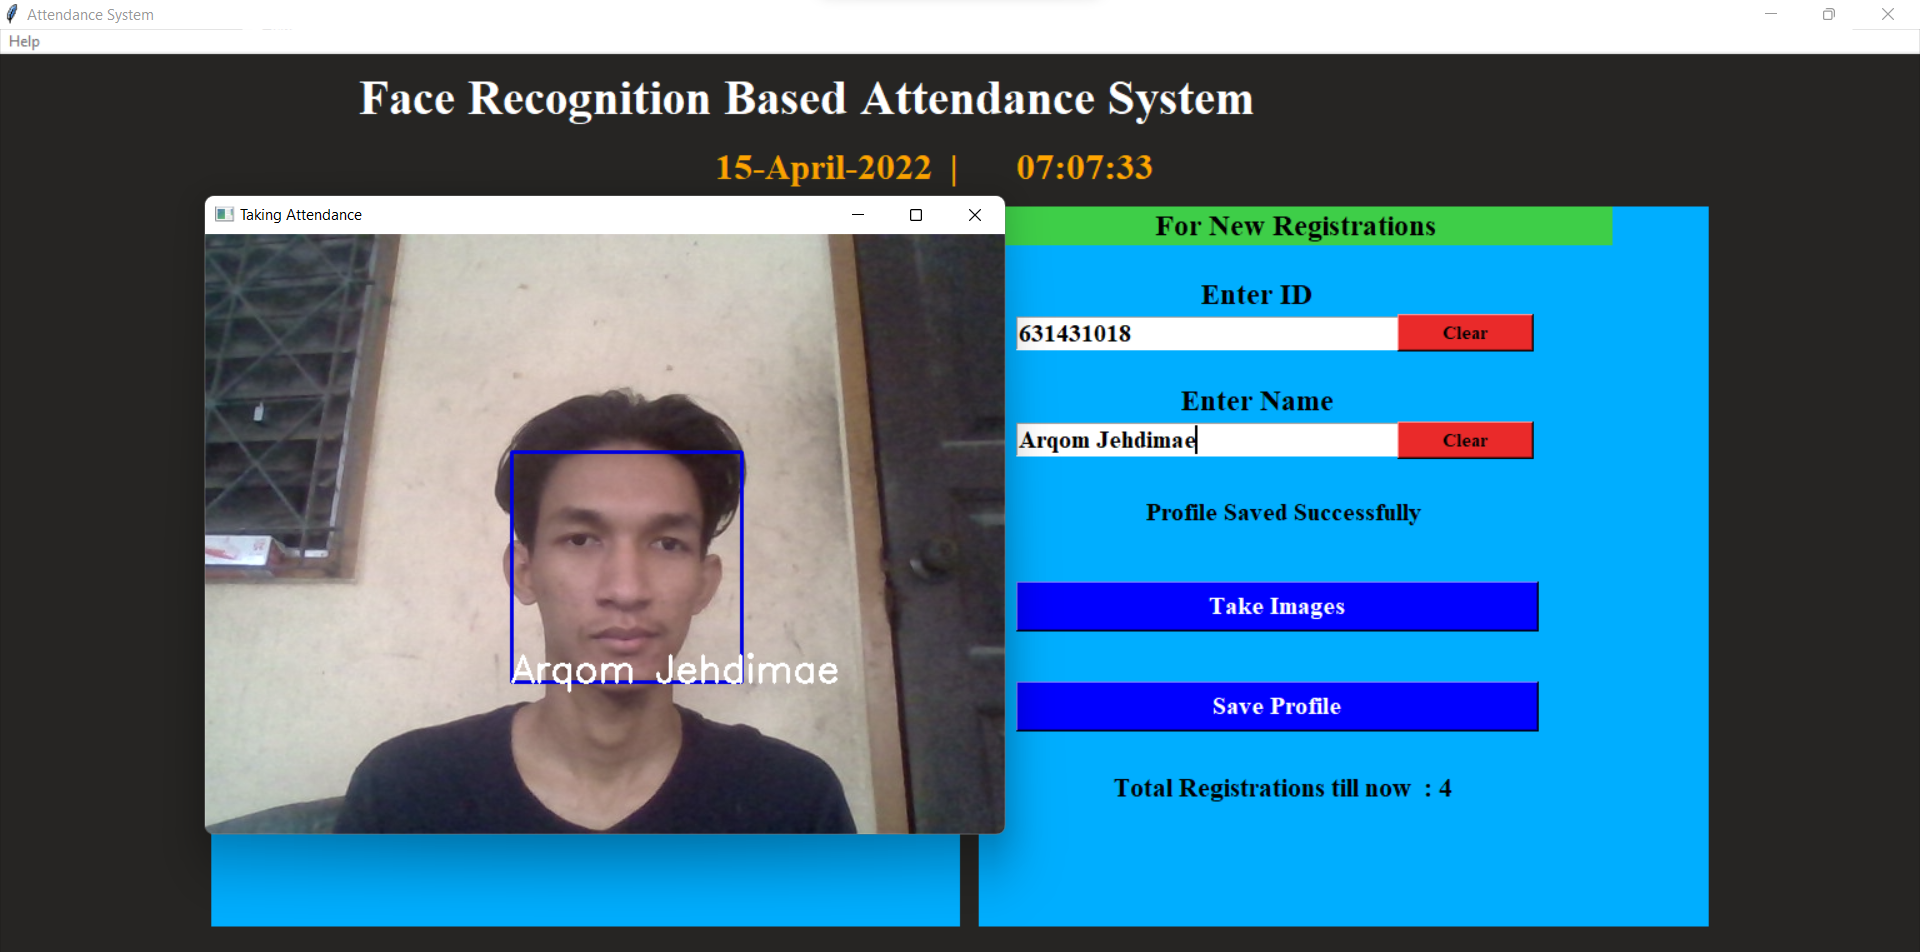 Attendance System
Help
Face Recognition Based Attendance System
15-April-2022 | 07:07:33
Taking Attendance
Arqom Jehdimae
For New Registrations
Enter ID
631431018 Clear
Enter Name
Arqom Jehdimae Clear
Profile Saved Successfully
Take Images
Save Profile
Total Registrations till now : 4